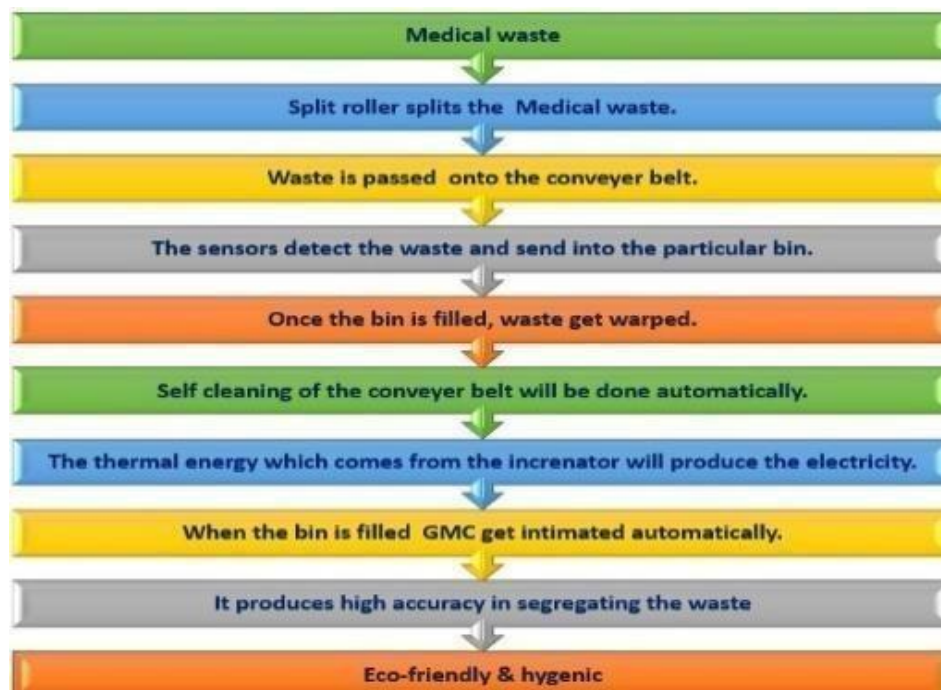 Medical waste
Split roller splits the Medical waste.
Waste is passed onto the conveyer belt.
The sensors detect the waste and send into the particular bin.
Once the bin is filled, waste get warped.
Self cleaning of the conveyer belt will be done automatically.
The thermal energy which comes from the increnator will produce the electricity.
When the bin is filled GMC get intimated automatically.
It produces high accuracy in segregating the waste
Eco-friendly & hygenic